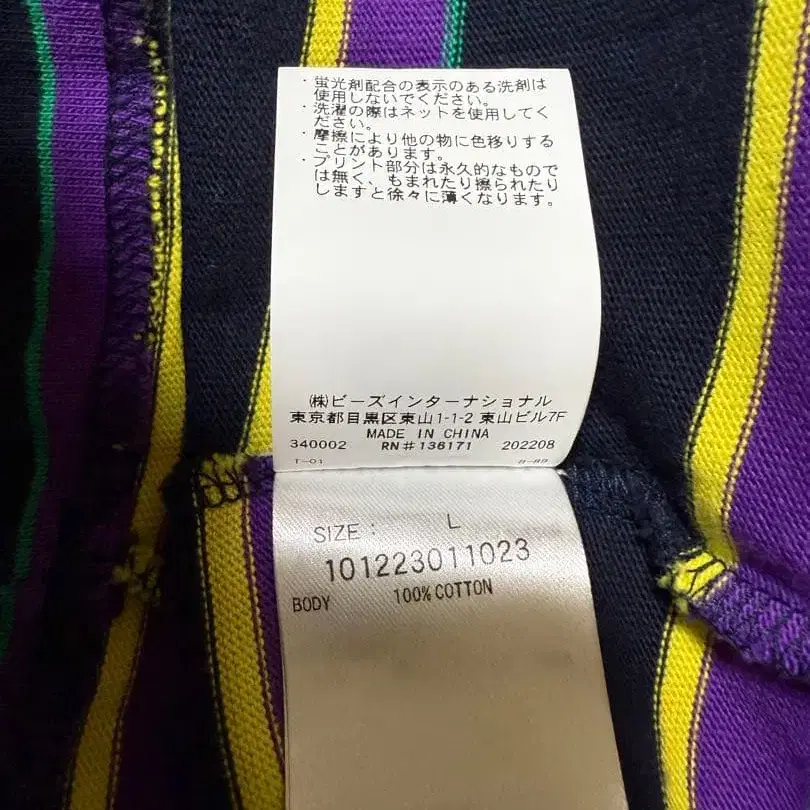 ・蛍光剤配合の表示のある洗剤は
使用しないでください。
・洗濯の際はネットを使用してく
ださい。
・摩擦により他の物に色移りする
ことがあります。
・プリント部分は永久的なもので
は無く、もまれたり擦られたり
しますと徐々に薄くなります。
㈱ビーズインターナショナル
東京都目黒区東山1-1-2 東山ビル7F
MADE IN CHINA
340002 RN#136171 202208
T-01
SIZE: L
101223011023
BODY 100% COTTON